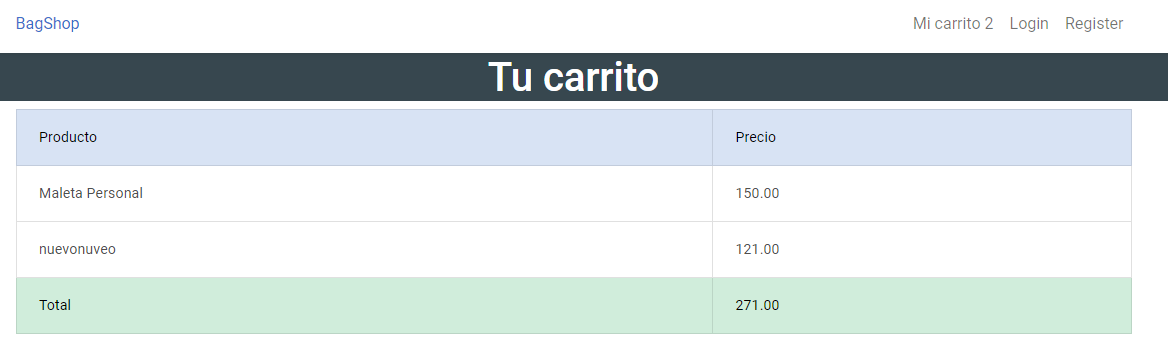 BagShop Mi carrito 2 Login Register
Tu carrito
Producto Precio
Maleta Personal 150.00
nuevonuveo 121.00
Total 271.00